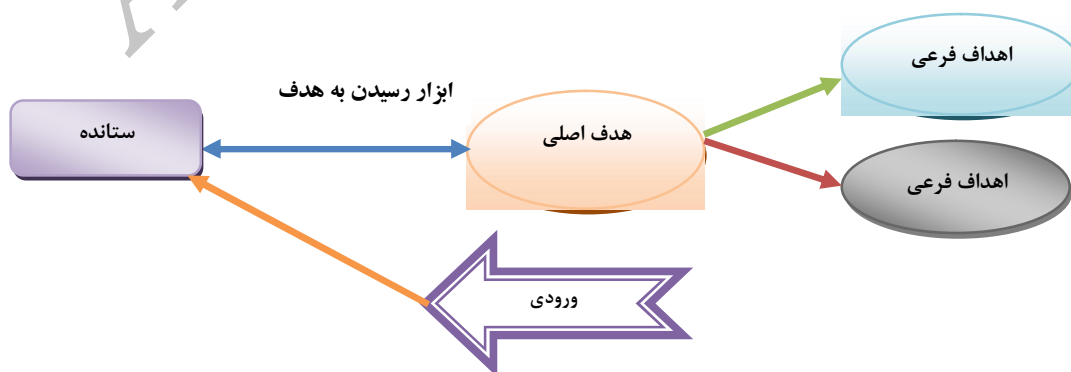 اهداف فرعی
ابزار رسیدن به هدف
ستانده
هدف اصلی
اهداف فرعی
ورودی